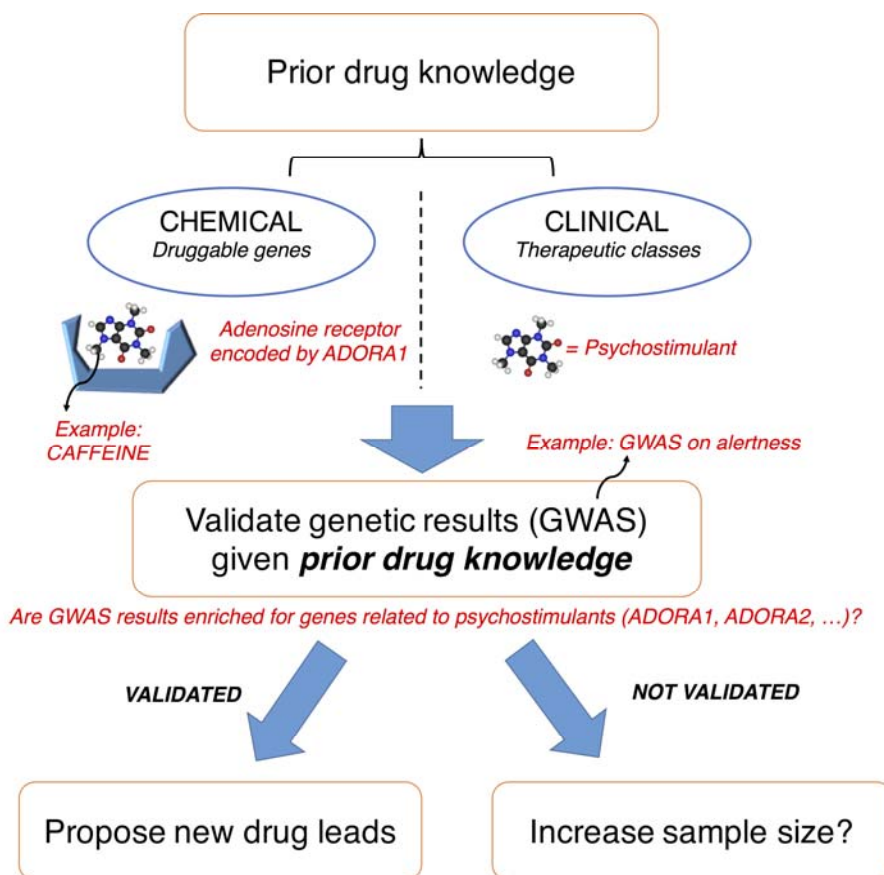 Prior drug knowledge
CHEMICAL
Druggable genes
CLINICAL
Therapeutic classes
Adenosine receptor
encoded by ADORA1
= Psychostimulant
Example:
CAFFEINE
Example: GWAS on alertness
Validate genetic results (GWAS)
given prior drug knowledge
Are GWAS results enriched for genes related to psychostimulants (ADORA1, ADORA2, …)?
VALIDATED
NOT VALIDATED
Propose new drug leads
Increase sample size?